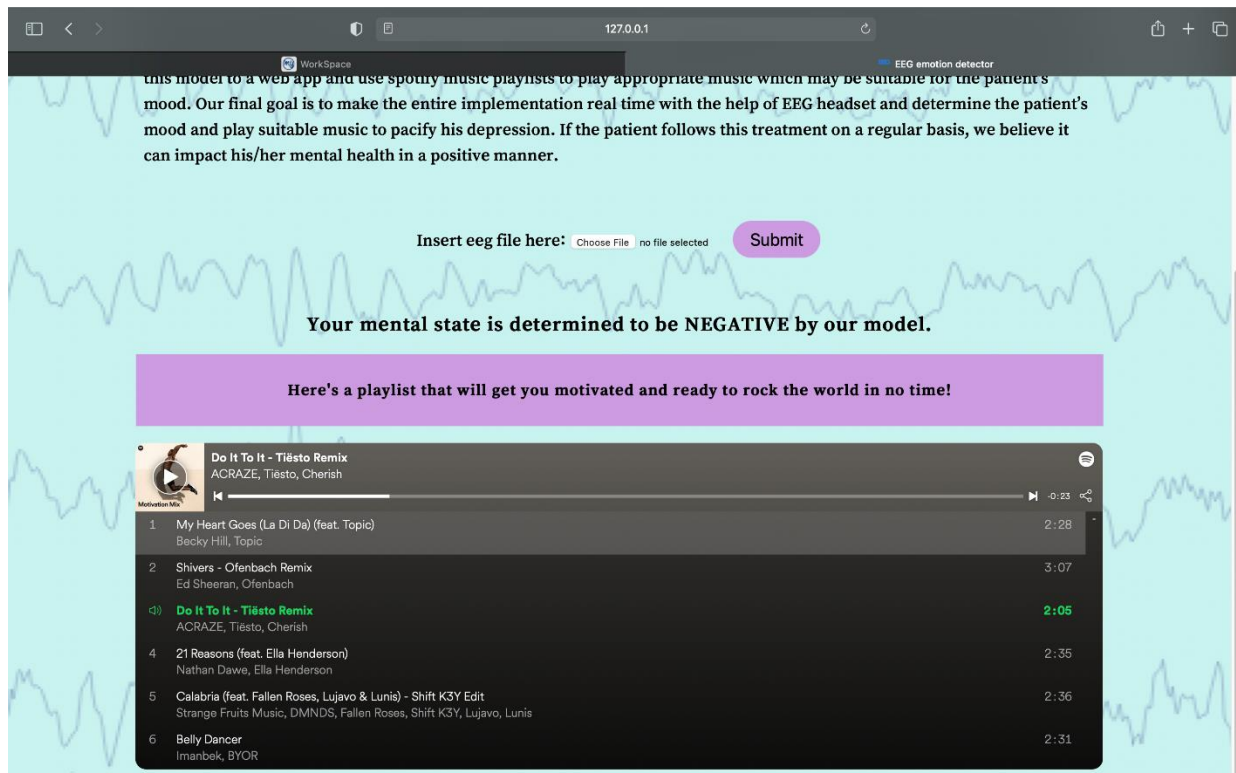 127.0.0.1
WorkSpace
EEG emotion detector
this model to a web app and use spotify music playlists to play appropriate music which may be suitable for the patient's
mood. Our final goal is to make the entire implementation real time with the help of EEG headset and determine the patient's
mood and play suitable music to pacify his depression. If the patient follows this treatment on a regular basis, we believe it
can impact his/her mental health in a positive manner.
Insert eeg file here: Choose File no file selected Submit
Your mental state is determined to be NEGATIVE by our model.
Here's a playlist that will get you motivated and ready to rock the world in no time!
Do It To It - Tiësto Remix
ACRAZE, Tiësto, Cherish
Motivation Mix
-0:23
1 My Heart Goes (La Di Da) (feat. Topic) 2:28
Becky Hill, Topic
2 Shivers - Ofenbach Remix 3:07
Ed Sheeran, Ofenbach
Do It To It - Tiësto Remix 2:05
ACRAZE, Tiësto, Cherish
4 21 Reasons (feat. Ella Henderson) 2:35
Nathan Dawe, Ella Henderson
5 Calabria (feat. Fallen Roses, Lujavo & Lunis) - Shift K3Y Edit 2:36
Strange Fruits Music, DMNDS, Fallen Roses, Shift K3Y, Lujavo, Lunis
6 Belly Dancer 2:31
Imanbek, BYOR